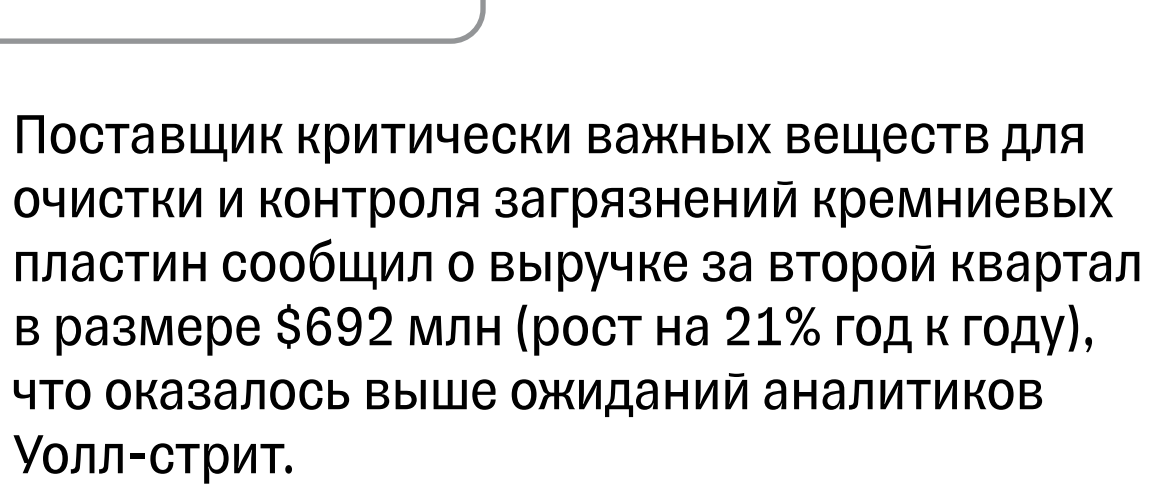 Поставщик критически важных веществ для
очистки и контроля загрязнений кремниевых
пластин сообщил о выручке за второй квартал
в размере $692 млн (рост на 21% год к году),
что оказалось выше ожиданий аналитиков
Уолл-стрит.